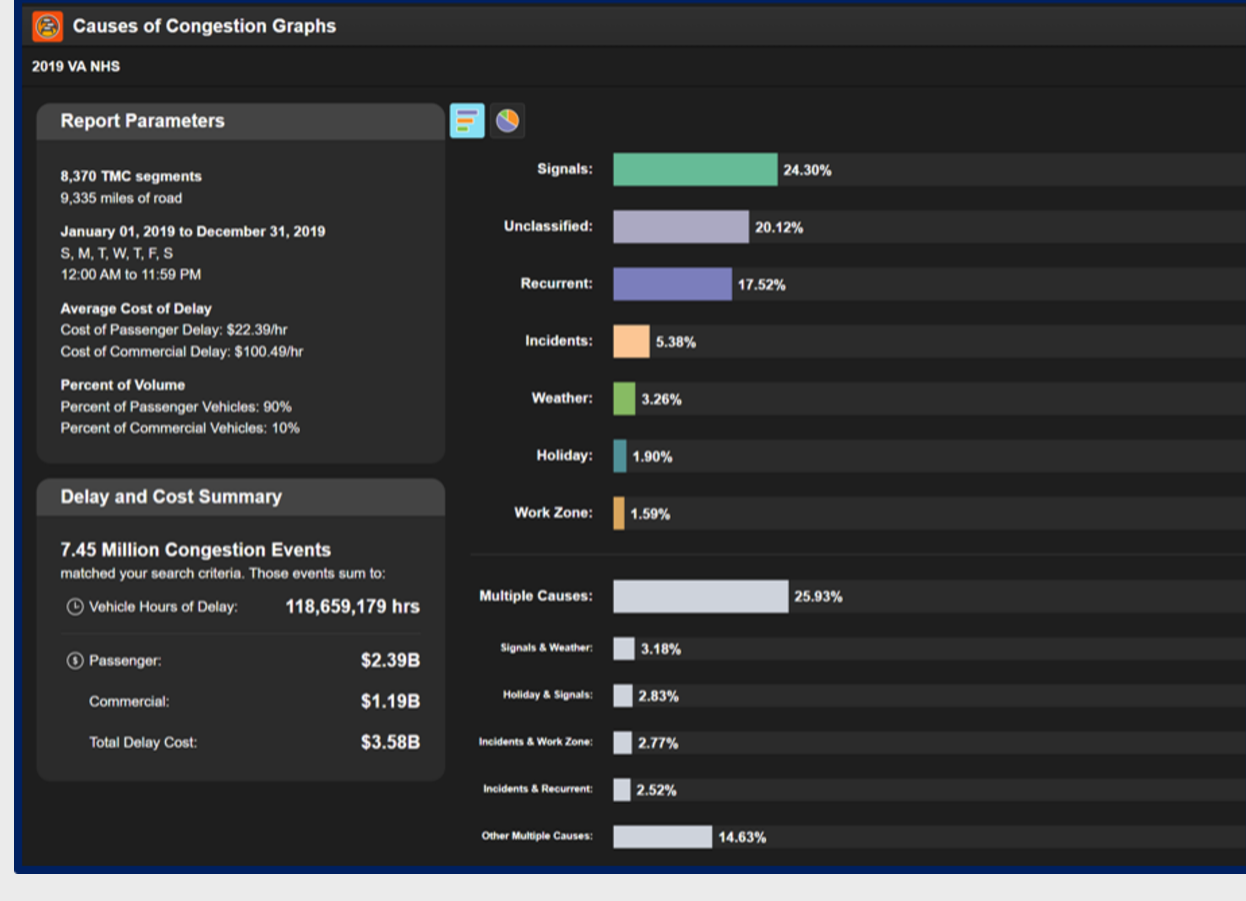 Causes of Congestion Graphs
2019 VA NHS
Report Parameters
8,370 TMC segments
9,335 miles of road
January 01, 2019 to December 31, 2019
S, M, T, W, T, F, S
12:00 AM to 11:59 PM
Average Cost of Delay
Cost of Passenger Delay: $22.39/hr
Cost of Commercial Delay: $100.49/hr
Percent of Volume
Percent of Passenger Vehicles: 90%
Percent of Commercial Vehicles: 10%
Delay and Cost Summary
7.45 Million Congestion Events
matched your search criteria. Those events sum to:
Vehicle Hours of Delay: 118,659,179 hrs
Passenger: $2.39B
Commercial: $1.19B
Total Delay Cost: $3.58B
Signals: 24.30%
Unclassified: 20.12%
Recurrent: 17.52%
Incidents: 5.38%
Weather: 3.26%
Holiday: 1.90%
Work Zone: 1.59%
Multiple Causes: 25.93%
Signals & Weather: 3.18%
Holiday & Signals: 2.83%
Incidents & Work Zone: 2.77%
Incidents & Recurrent: 2.52%
Other Multiple Causes: 14.63%